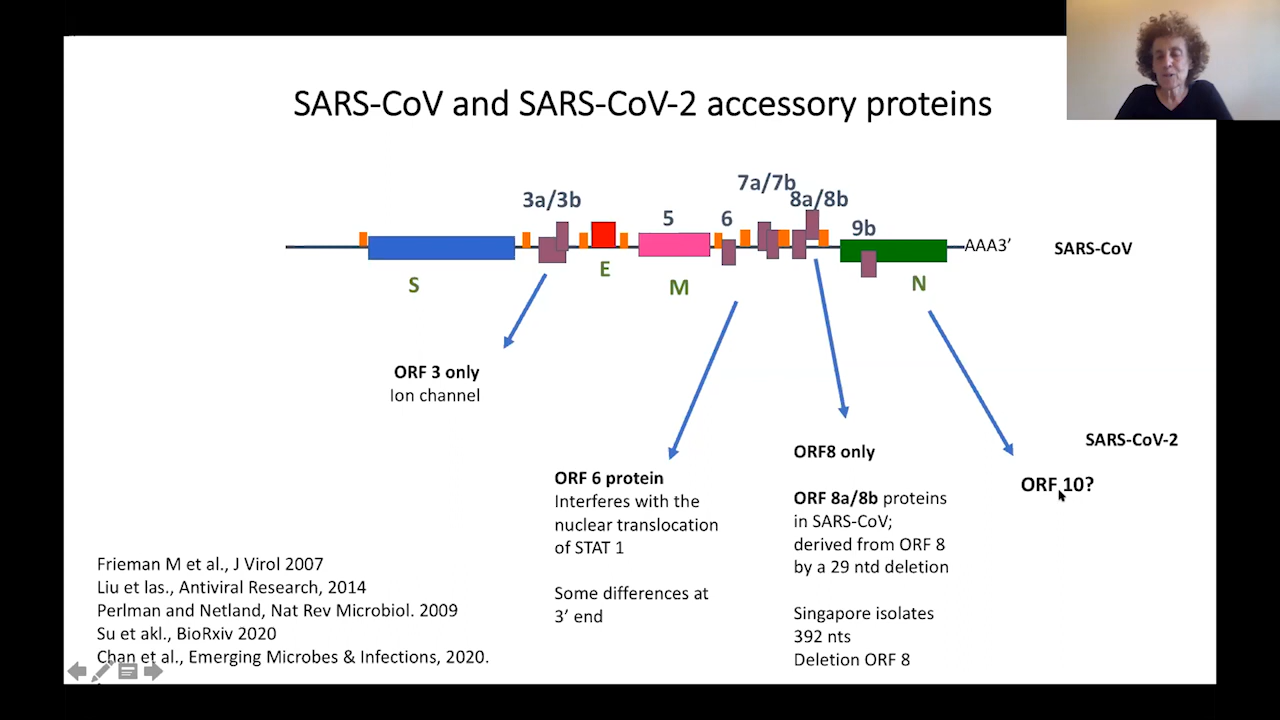 SARS-CoV and SARS-CoV-2 accessory proteins
7a/7b
3a/3b
8a/8b
5
6
9b
AAA3’
SARS-CoV
S
E
M
N
ORF 3 only
Ion channel
SARS-CoV-2
ORF8 only
ORF 6 protein
Interferes with the
nuclear translocation
of STAT 1
Some differences at
3’ end
ORF 8a/8b proteins
in SARS-CoV;
derived from ORF 8
by a 29 ntd deletion
Singapore isolates
392 nts
Deletion ORF 8
ORF 10?
Frieman M et al., J Virol 2007
Liu et las., Antiviral Research, 2014
Perlman and Netland, Nat Rev Microbiol. 2009
Su et akl., BioRxiv 2020
Chan et al., Emerging Microbes & Infections, 2020.